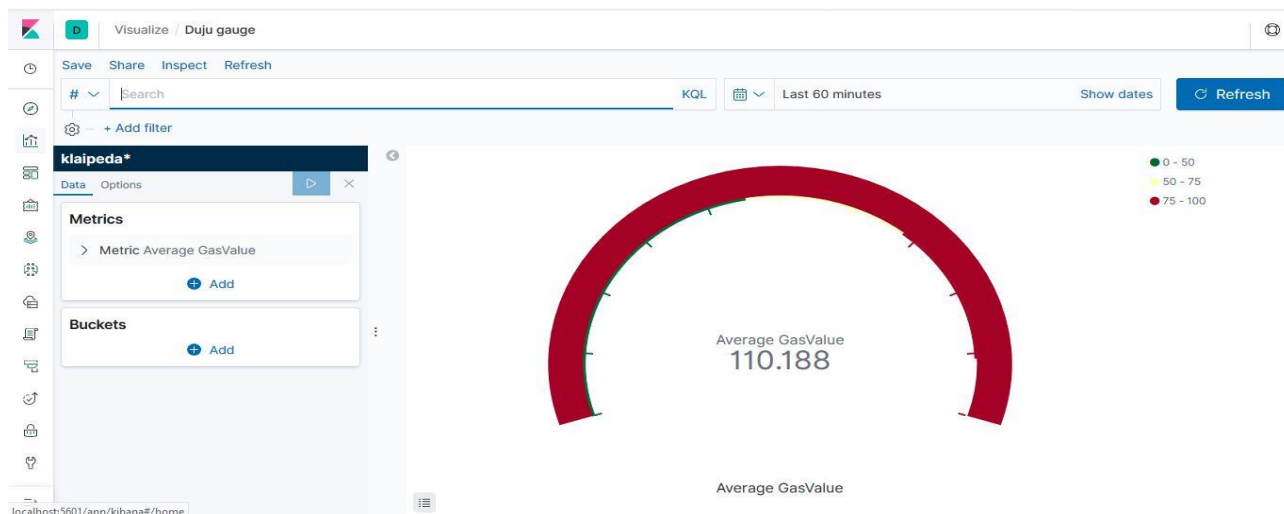 D Visualize / Duju gauge
Save Share Inspect Refresh
# Search KQL Last 60 minutes Show dates Refresh
+ Add filter
klaipeda*
Data Options
Metrics
Metric Average GasValue
Add
Buckets
Add
0 - 50
50 - 75
75 - 100
Average GasValue
110.188
Average GasValue
localhost:5601/app/kibana#/home